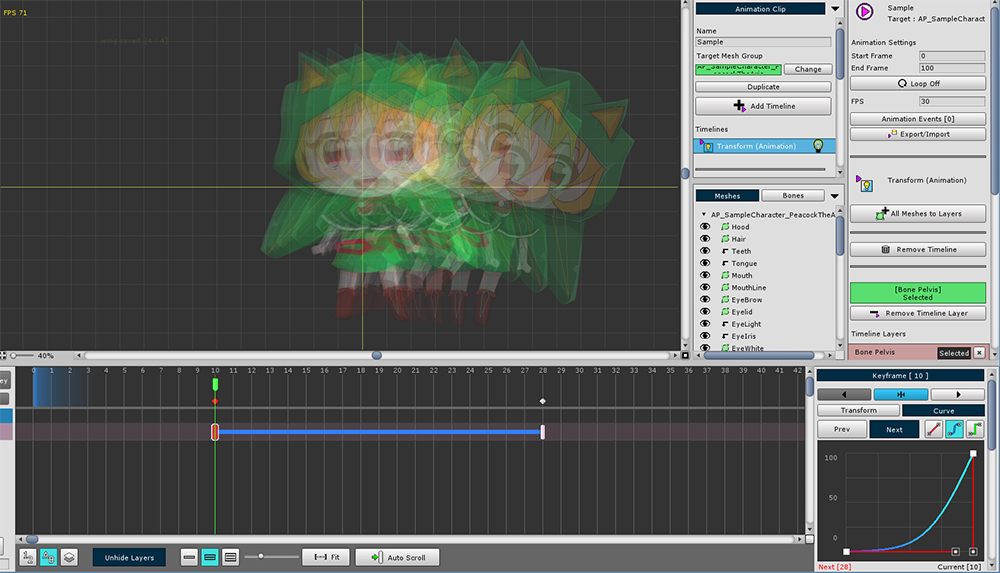 FPS 71
40%
Animation Clip
Name
Sample
Target Mesh Group
Change
Duplicate
Add Timeline
Timelines
Transform (Animation)
Meshes
Bones
AP_SampleCharacter_PeacockTheA
Hood
Hair
Teeth
Tongue
Mouth
MouthLine
EyeBrow
Eyelid
EyeLight
EyeIris
EyeWhite
Sample
Target : AP_SampleCharact
Animation Settings
Start Frame 0
End Frame 100
Loop Off
FPS 30
Animation Events [0]
Export/Import
Transform (Animation)
All Meshes to Layers
Remove Timeline
[Bone Pelvis]
Selected
Remove Timeline Layer
Timeline Layers
Bone Pelvis Selected
ey
0 1 2 3 4 5 6 7 8 9 10 11 12 13 14 15 16 17 18 19 20 21 22 23 24 25 26 27 28 29 30 31 32 33 34 35 36 37 38 39 40 41 42
Unhide Layers
Fit
Auto Scroll
Keyframe [ 10 ]
Transform
Curve
Prev
Next
100
50
0
Next [28]
Current [10]